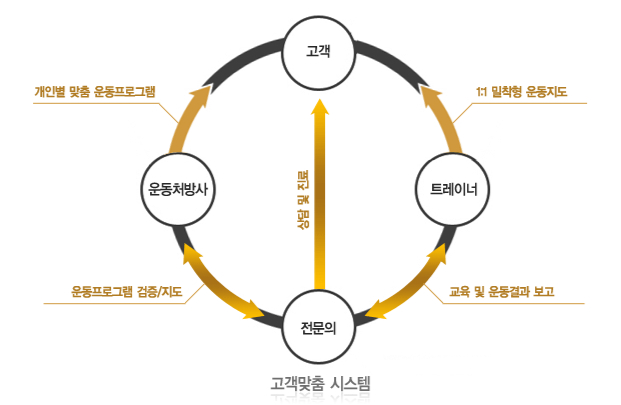 고객
개인별 맞춤 운동프로그램
1:1 밀착형 운동지도
운동처방사
상담 및 진료
트레이너
운동프로그램 검증/지도
교육 및 운동결과 보고
전문의
고객맞춤 시스템